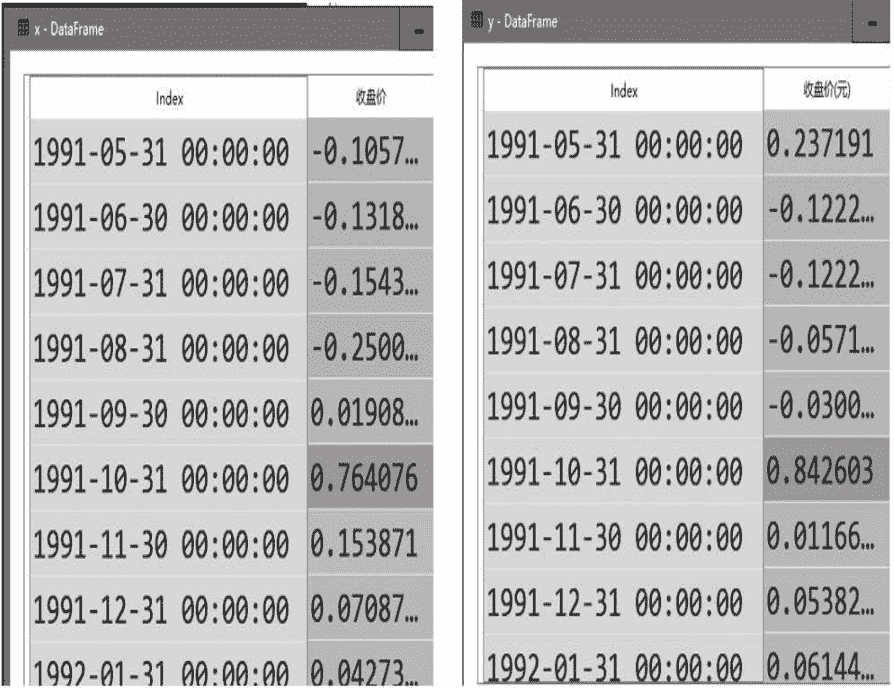 x - DataFrame
Index 收盘价
1991-05-31 00:00:00 -0.1057…
1991-06-30 00:00:00 -0.1318…
1991-07-31 00:00:00 -0.1543…
1991-08-31 00:00:00 -0.2500…
1991-09-30 00:00:00 0.01908…
1991-10-31 00:00:00 0.764076
1991-11-30 00:00:00 0.153871
1991-12-31 00:00:00 0.07087…
1992-01-31 00:00:00 0.04273…
y - DataFrame
Index 收盘价(元)
1991-05-31 00:00:00 0.237191
1991-06-30 00:00:00 -0.1222…
1991-07-31 00:00:00 -0.1222…
1991-08-31 00:00:00 -0.0571…
1991-09-30 00:00:00 -0.0300…
1991-10-31 00:00:00 0.842603
1991-11-30 00:00:00 0.01166…
1991-12-31 00:00:00 0.05382…
1992-01-31 00:00:00 0.06144…